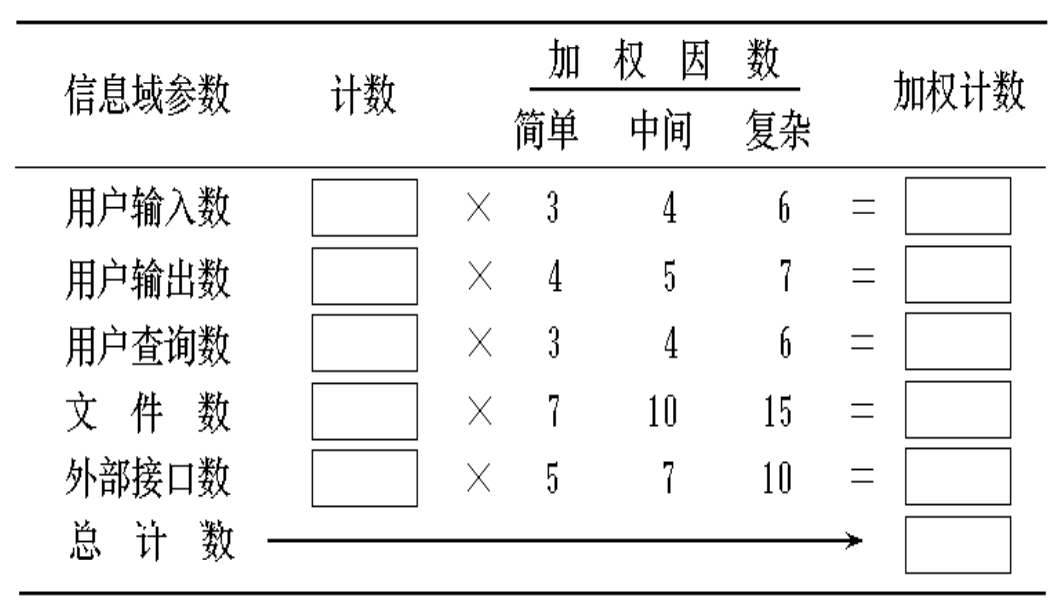 加权因数
信息域参数 计数 加权计数
简单 中间 复杂
用户输入数 × 3 4 6 =
用户输出数 × 4 5 7 =
用户查询数 × 3 4 6 =
文件数 × 7 10 15 =
外部接口数 × 5 7 10 =
总计数